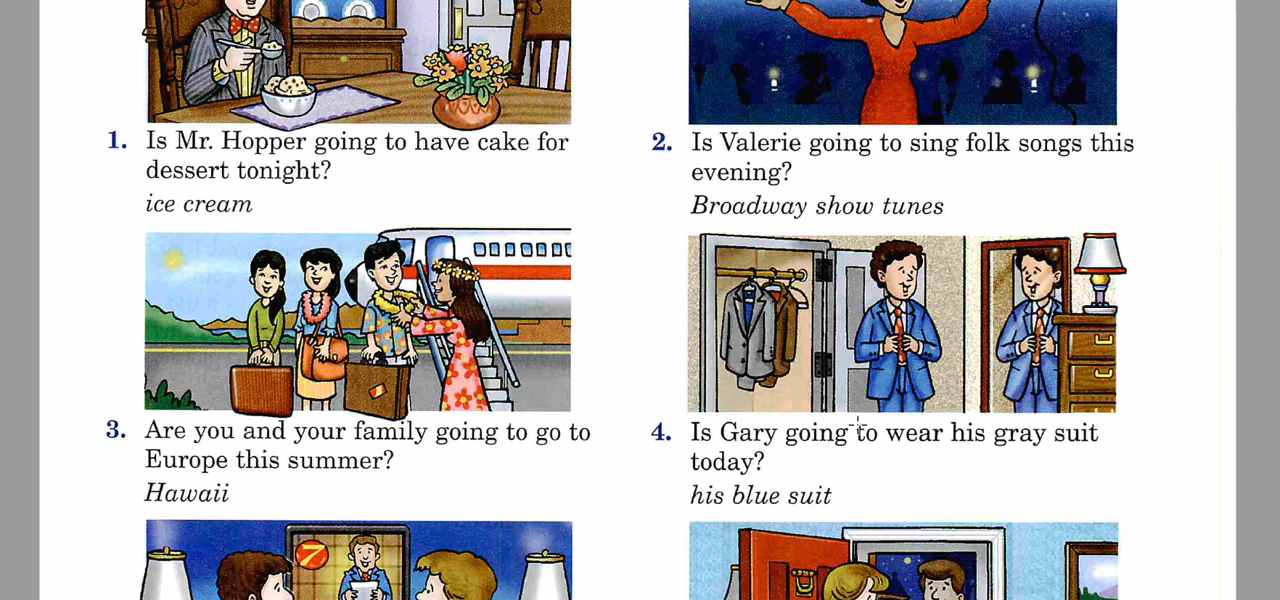 1. Is Mr. Hopper going to have cake for
dessert tonight?
ice cream
2. Is Valerie going to sing folk songs this
evening?
Broadway show tunes
3. Are you and your family going to go to
Europe this summer?
Hawaii
4. Is Gary going to wear his gray suit
today?
his blue suit
7